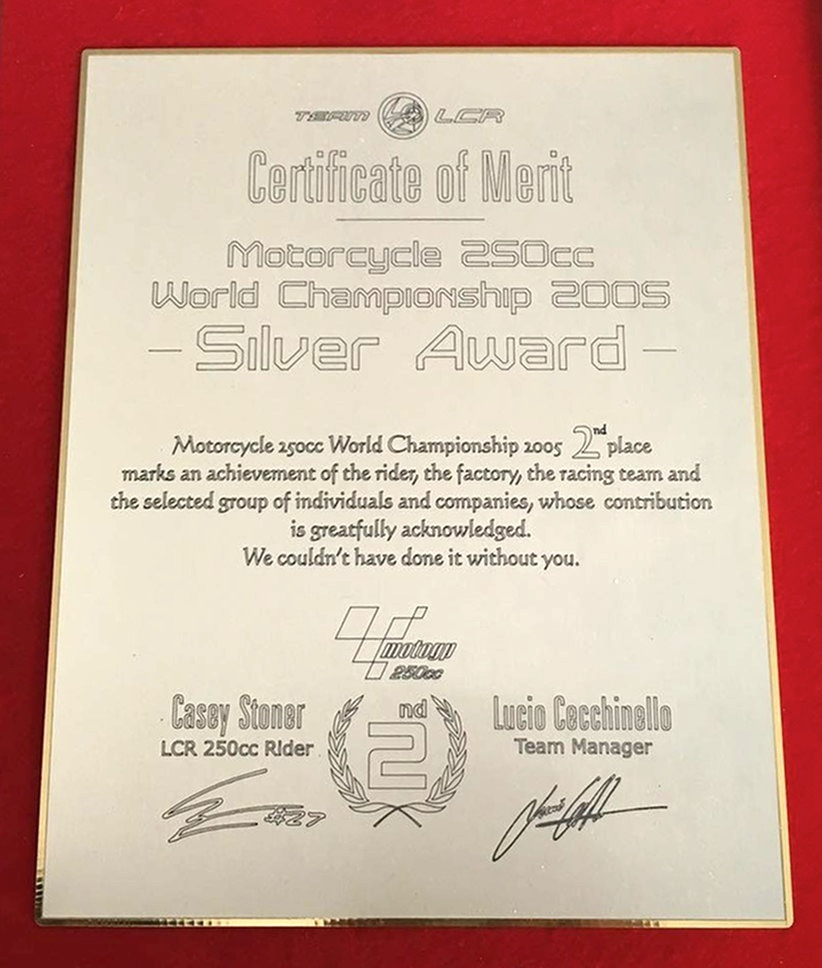 TEAM LCR
Certificate of Merit
Motorcycle 250cc
World Championship 2005
- Silver Award -
Motorcycle 250cc World Championship 2005 2nd place
marks an achievement of the rider, the factory, the racing team and
the selected group of individuals and companies, whose contribution
is greatfully acknowledged.
We couldn't have done it without you.
motogp
250cc
Casey Stoner
LCR 250cc Rider
2nd
Lucio Cecchinello
Team Manager
#27